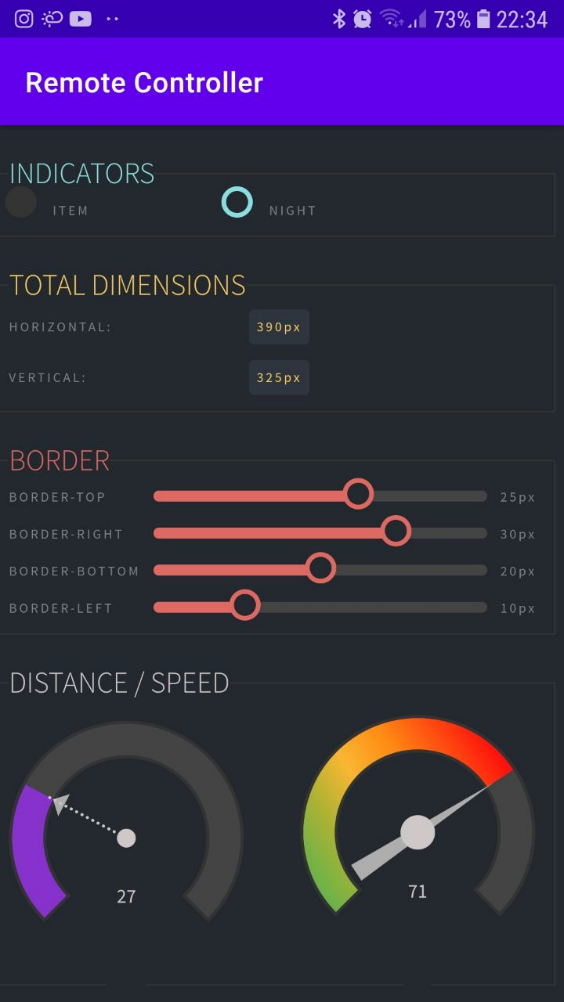 73% 22:34
Remote Controller
INDICATORS
ITEM NIGHT
TOTAL DIMENSIONS
HORIZONTAL: 390px
VERTICAL: 325px
BORDER
BORDER-TOP 25px
BORDER-RIGHT 30px
BORDER-BOTTOM 20px
BORDER-LEFT 10px
DISTANCE / SPEED
27 71